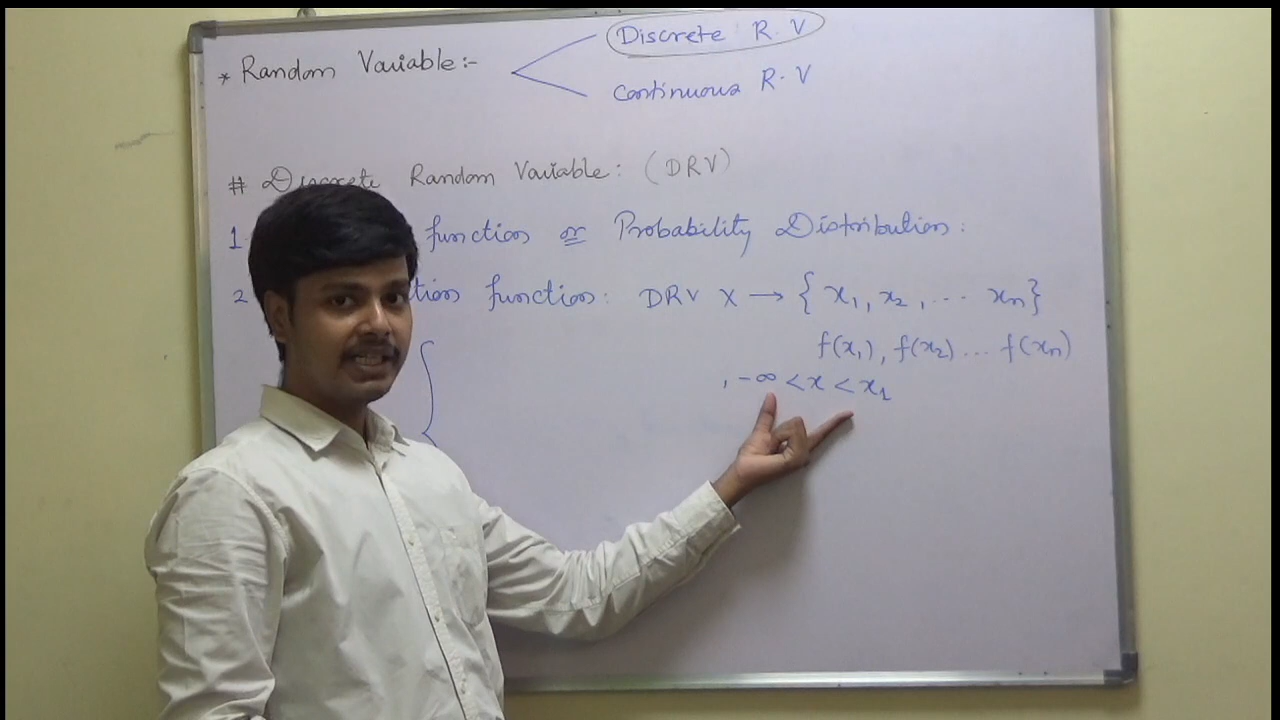 * Random Variable:-
Discrete R.V
Continuous R.V
# Discrete Random Variable: (DRV)
1. function or Probability Distribution:
2 tion function: DRV X → { x₁, x₂, ... xₙ}
f(x₁), f(x₂) ... f(xₙ)
, -∞ < x < x₁